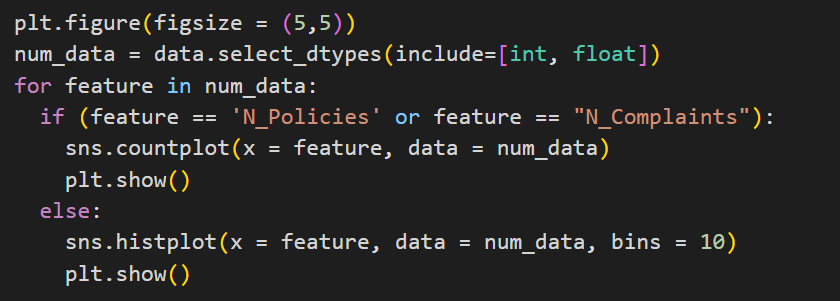 plt.figure(figsize = (5,5))
num_data = data.select_dtypes(include=[int, float])
for feature in num_data:
  if (feature == 'N_Policies' or feature == "N_Complaints"):
    sns.countplot(x = feature, data = num_data)
    plt.show()
  else:
    sns.histplot(x = feature, data = num_data, bins = 10)
    plt.show()